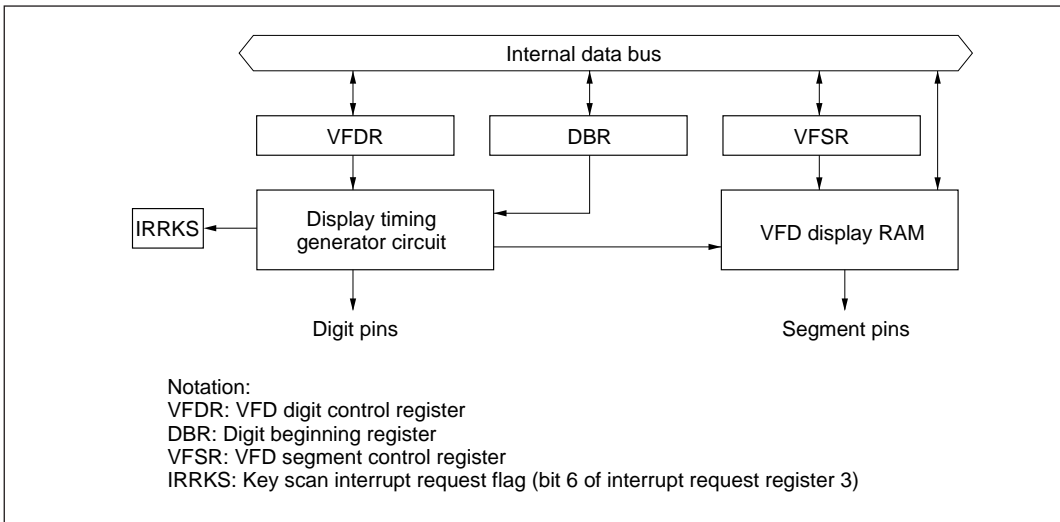 Internal data bus
VFDR
DBR
VFSR
IRRKS
Display timing
generator circuit
VFD display RAM
Digit pins
Segment pins
Notation:
VFDR: VFD digit control register
DBR: Digit beginning register
VFSR: VFD segment control register
IRRKS: Key scan interrupt request flag (bit 6 of interrupt request register 3)